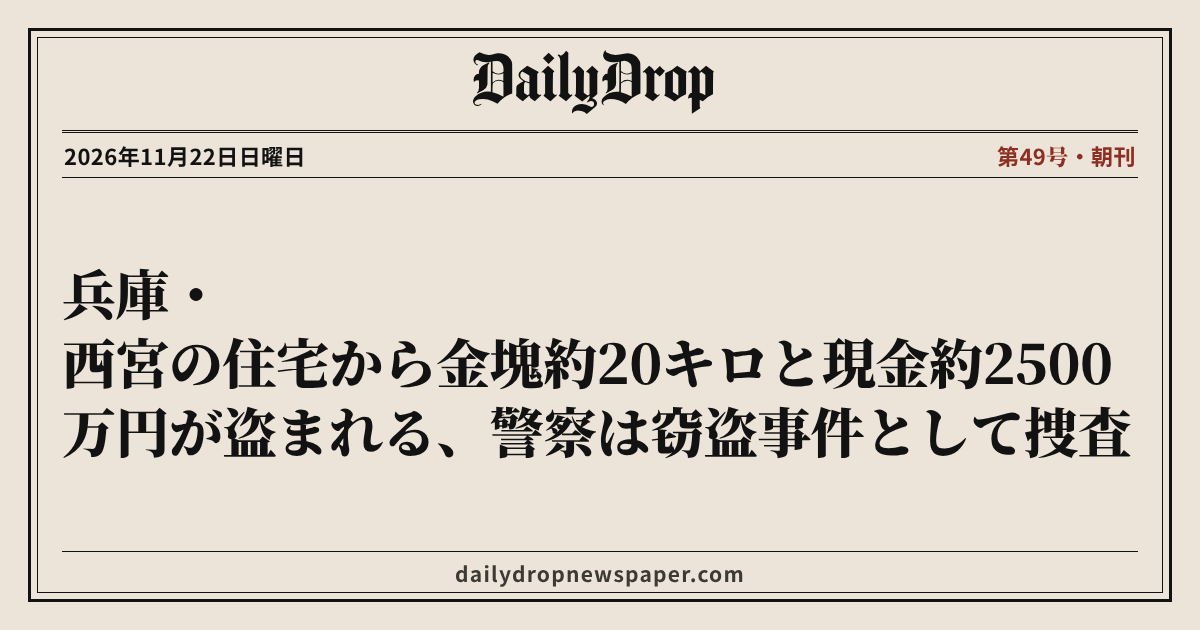 DailyDrop
2026年11月22日日曜日
第49号・朝刊
兵庫・
西宮の住宅から金塊約20キロと現金約2500
万円が盗まれる、警察は窃盗事件として捜査
dailydropnewspaper.com